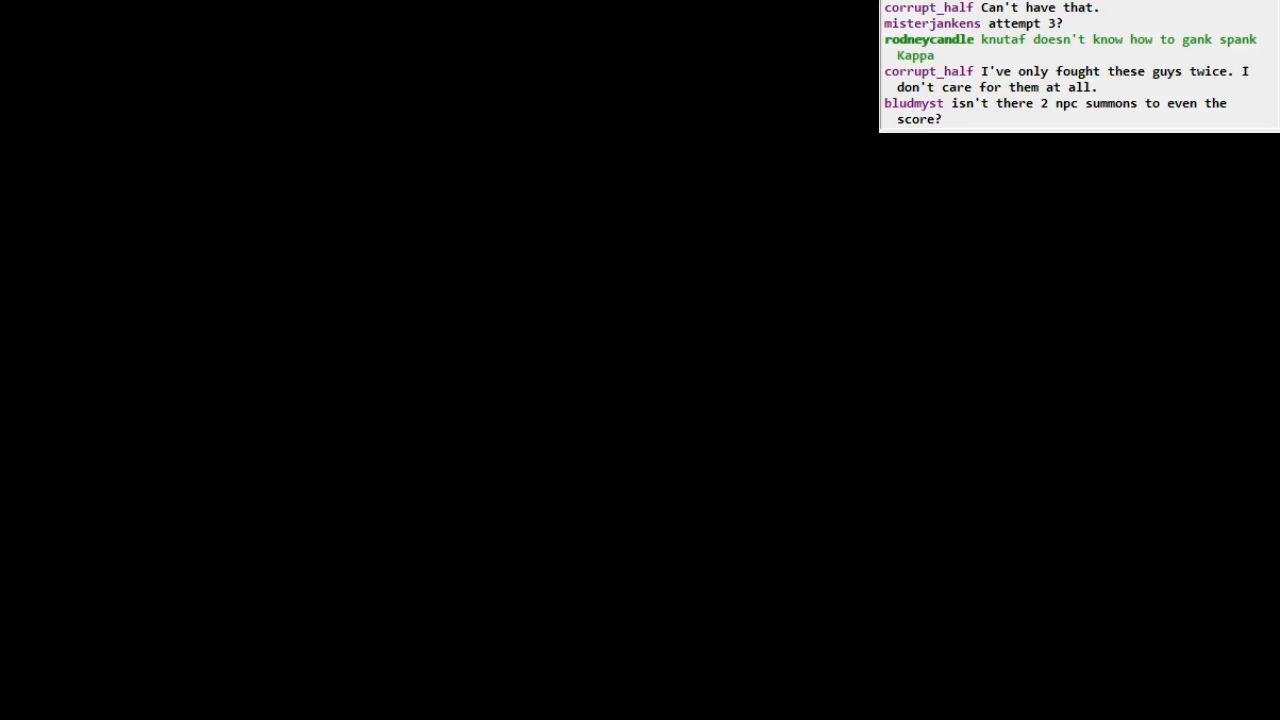 corrupt_half Can't have that.
misterjankens attempt 3?
rodneycandle knutaf doesn't know how to gank spank
Kappa
corrupt_half I've only fought these guys twice. I
don't care for them at all.
bludmyst isn't there 2 npc summons to even the
score?